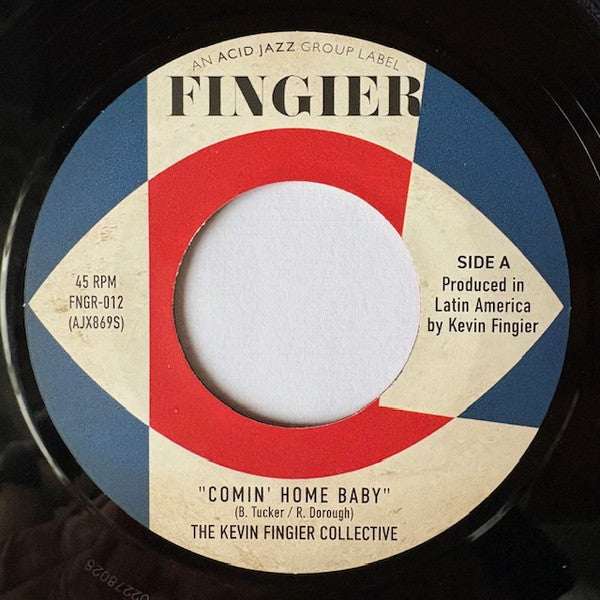 AN ACID JAZZ GROUP LABEL
FINGIER
45 RPM
FNGR-012
(AJX869S)
SIDE A
Produced in
Latin America
by Kevin Fingier
"COMIN' HOME BABY"
(B. Tucker / R. Dorough)
THE KEVIN FINGIER COLLECTIVE